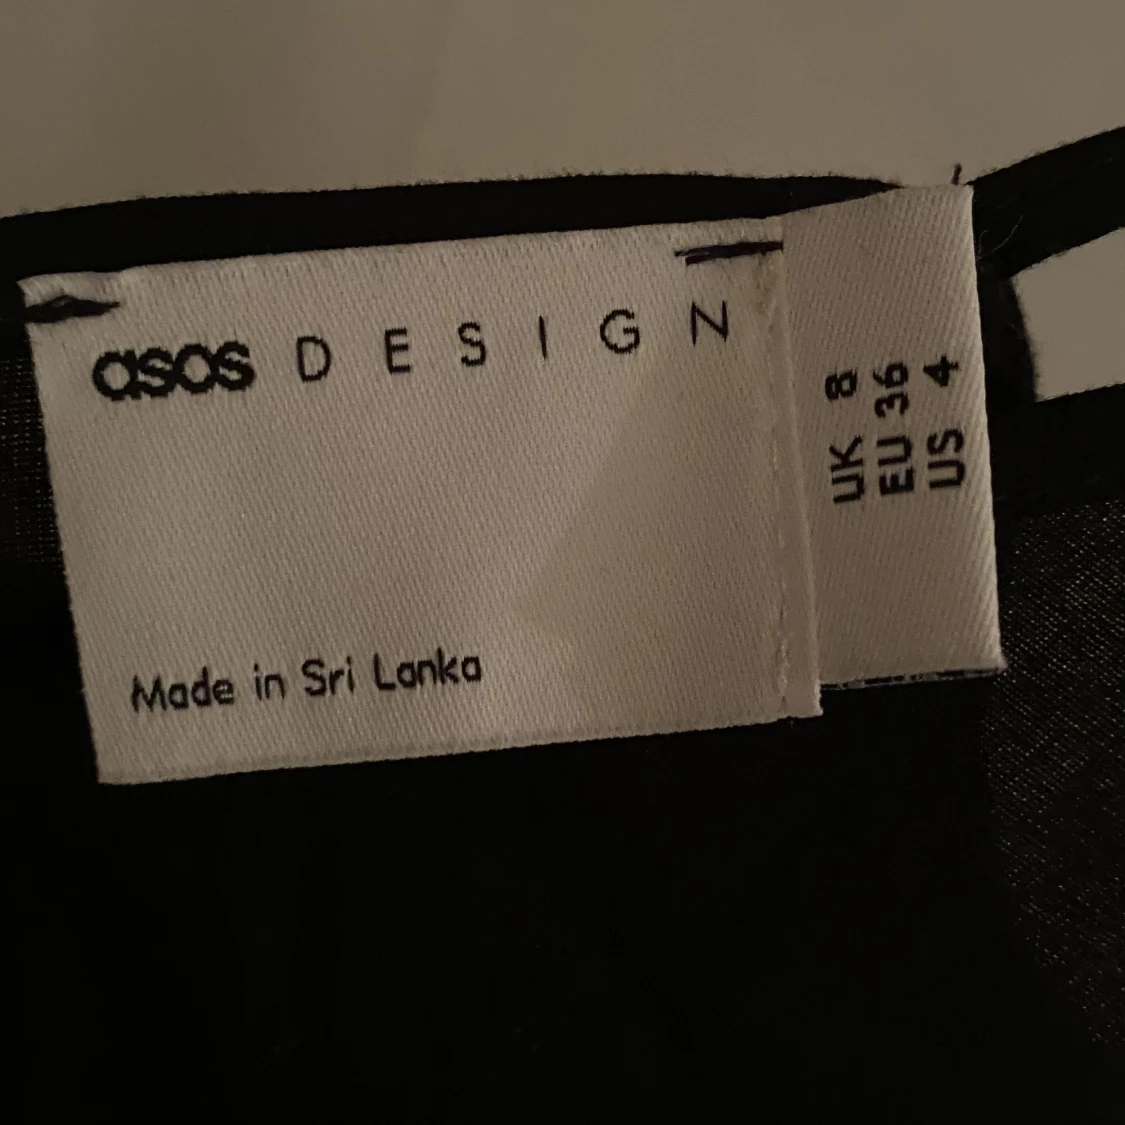 asos DESIGN
Made in Sri Lanka
UK 8
EU 36
US 4